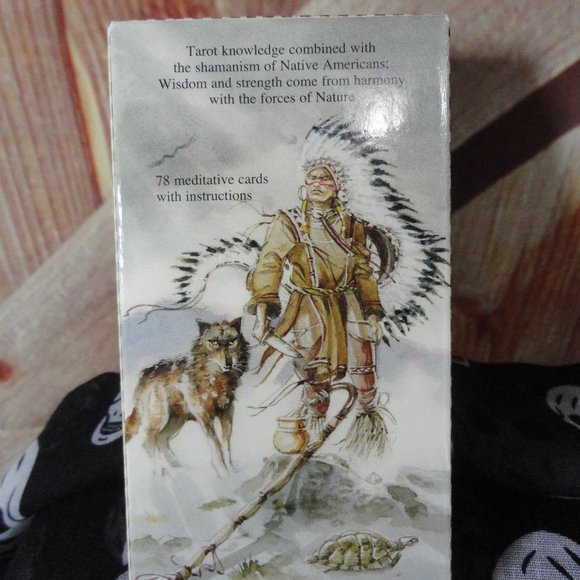 Tarot knowledge combined with
the shamanism of Native Americans:
Wisdom and strength come from harmony
with the forces of Nature
78 meditative cards
with instructions